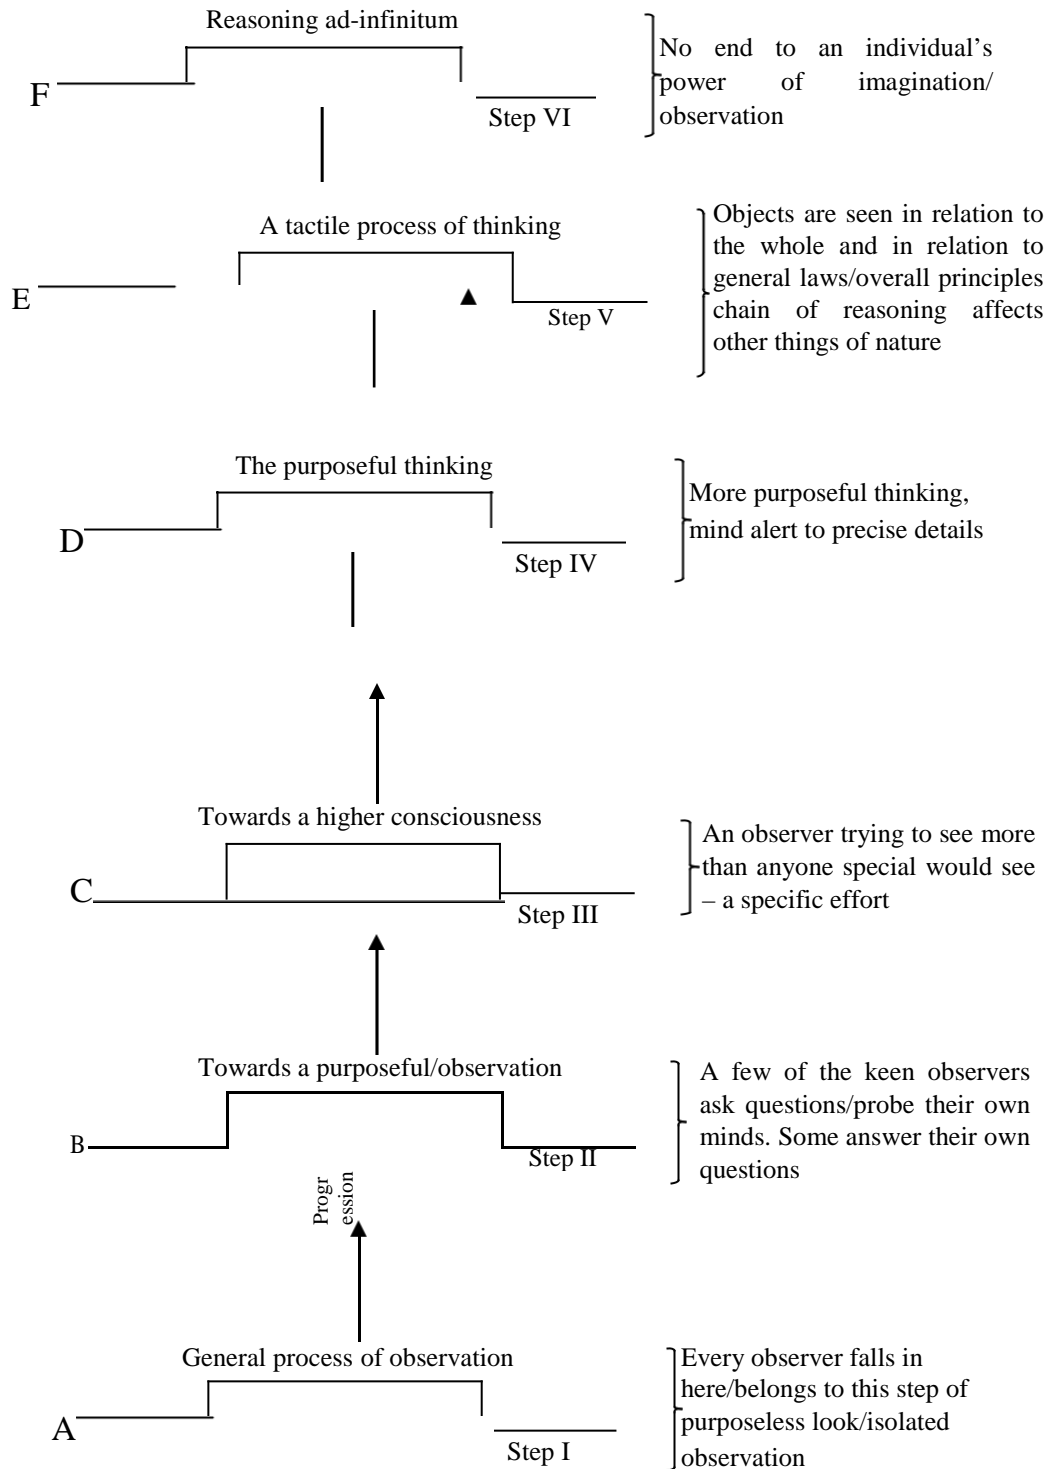 Reasoning ad-infinitum
F
Step VI
No end to an individual’s
power of imagination/
observation
A tactile process of thinking
E
Step V
Objects are seen in relation to
the whole and in relation to
general laws/overall principles
chain of reasoning affects
other things of nature
The purposeful thinking
D
Step IV
More purposeful thinking,
mind alert to precise details
Towards a higher consciousness
C
Step III
An observer trying to see more
than anyone special would see
– a specific effort
Towards a purposeful/observation
B
Step II
A few of the keen observers
ask questions/probe their own
minds. Some answer their own
questions
Progr
ession
General process of observation
A
Step I
Every observer falls in
here/belongs to this step of
purposeless look/isolated
observation